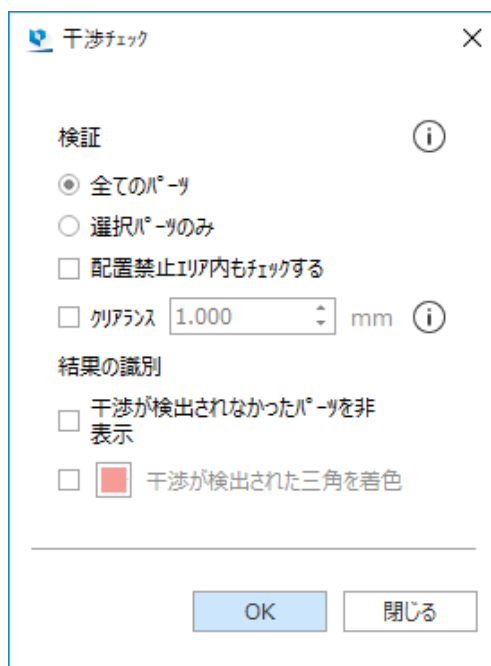 干渉ﾁｪｯｸ
検証
全てのﾊﾟｰﾂ
選択ﾊﾟｰﾂのみ
配置禁止ｴﾘｱ内もﾁｪｯｸする
ｸﾘｱﾗﾝｽ 1.000 mm
結果の識別
干渉が検出されなかったﾊﾟｰﾂを非
表示
干渉が検出された三角を着色
OK 閉じる